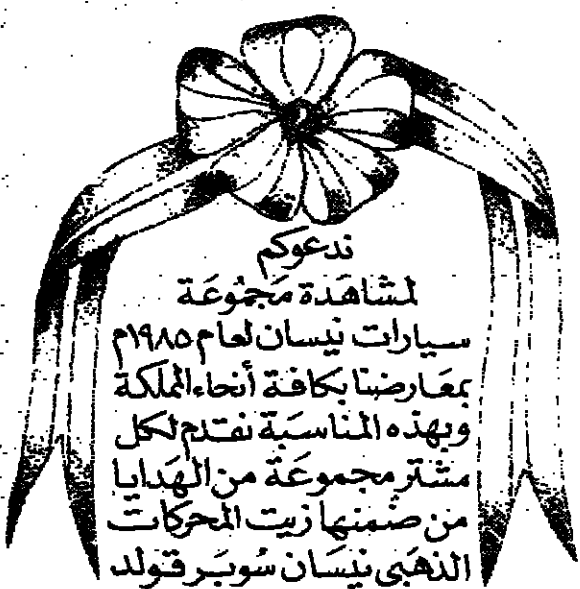 ندعوكم
لمشاهدة مجموعة
سيارات نيسان لعام ١٩٨٥م
بمعارضنا بكافة أنحاء المملكة
وبهذه المناسبة نقدم لكل
مشتر مجموعة من الهدايا
من ضمنها زيت المحركات
الذهبي نيسان سوبر قولد